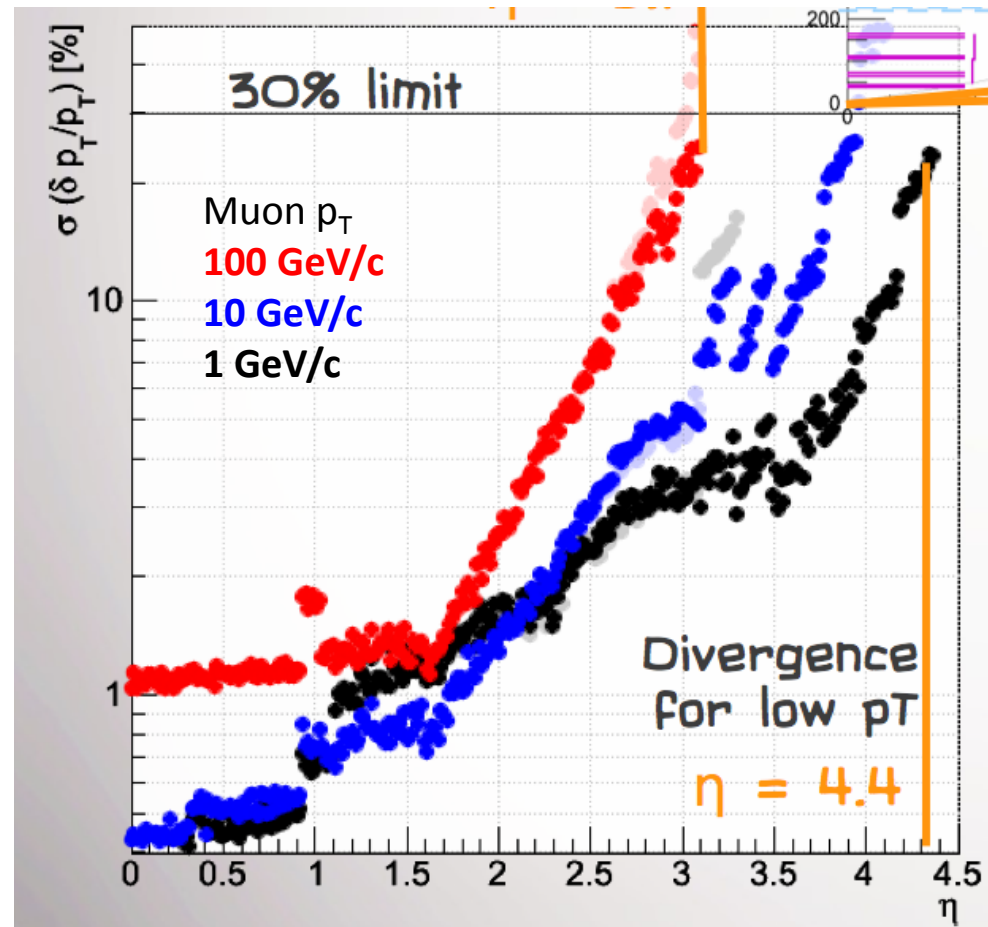 200
0
0
σ (δ p_T/p_T) [%]
30% limit
Muon p_T
100 GeV/c
10 GeV/c
1 GeV/c
10
1
Divergence
for low pT
η = 4.4
0 0.5 1 1.5 2 2.5 3 3.5 4 4.5
η